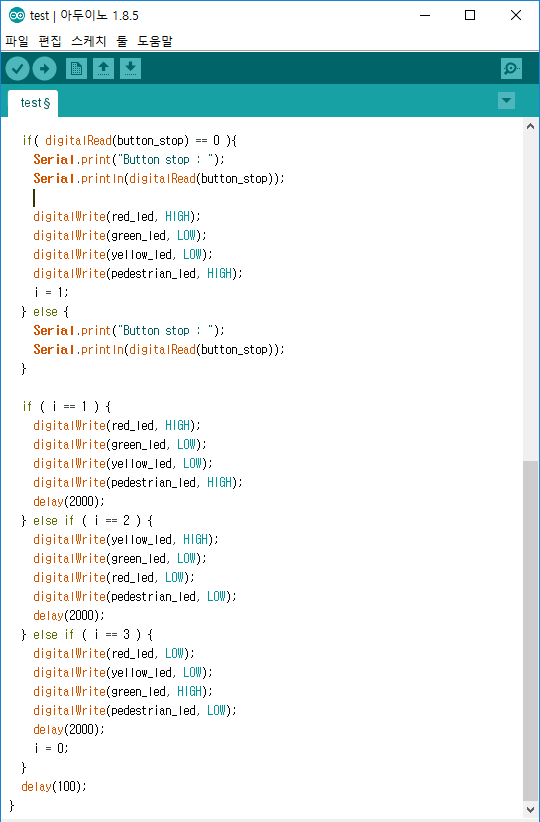 test | 아두이노 1.8.5
파일 편집 스케치 툴 도움말
test§
if( digitalRead(button_stop) == 0 ){
Serial.print("Button stop : ");
Serial.println(digitalRead(button_stop));
digitalWrite(red_led, HIGH);
digitalWrite(green_led, LOW);
digitalWrite(yellow_led, LOW);
digitalWrite(pedestrian_led, HIGH);
i = 1;
} else {
Serial.print("Button stop : ");
Serial.println(digitalRead(button_stop));
}
if ( i == 1 ) {
digitalWrite(red_led, HIGH);
digitalWrite(green_led, LOW);
digitalWrite(yellow_led, LOW);
digitalWrite(pedestrian_led, HIGH);
delay(2000);
} else if ( i == 2 ) {
digitalWrite(yellow_led, HIGH);
digitalWrite(green_led, LOW);
digitalWrite(red_led, LOW);
digitalWrite(pedestrian_led, LOW);
delay(2000);
} else if ( i == 3 ) {
digitalWrite(red_led, LOW);
digitalWrite(yellow_led, LOW);
digitalWrite(green_led, HIGH);
digitalWrite(pedestrian_led, LOW);
delay(2000);
i = 0;
}
delay(100);
}